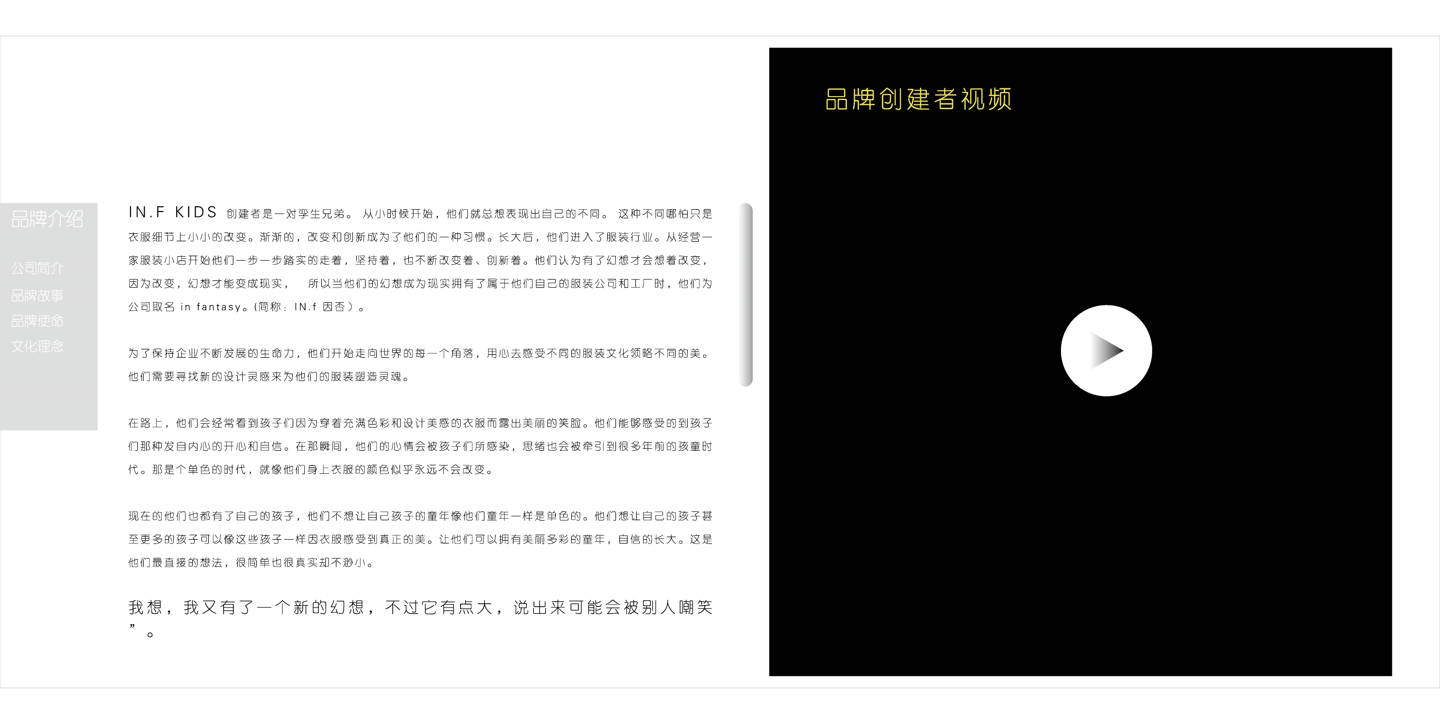 品牌介绍
公司简介
品牌故事
品牌使命
文化理念
IN.F KIDS 创建者是一对孪生兄弟。 从小时候开始，他们就总想表现出自己的不同。 这种不同哪怕只是
衣服细节上小小的改变。渐渐的，改变和创新成为了他们的一种习惯。长大后，他们进入了服装行业。从经营一
家服装小店开始他们一步一步踏实的走着，坚持着，也不断改变着、创新着。他们认为有了幻想才会想着改变，
因为改变，幻想才能变成现实， 所以当他们的幻想成为现实拥有了属于他们自己的服装公司和工厂时，他们为
公司取名 in fantasy。(简称：IN.f 因否）。
为了保持企业不断发展的生命力，他们开始走向世界的每一个角落，用心去感受不同的服装文化领略不同的美。
他们需要寻找新的设计灵感来为他们的服装塑造灵魂。
在路上，他们会经常看到孩子们因为穿着充满色彩和设计美感的衣服而露出美丽的笑脸。他们能够感受的到孩子
们那种发自内心的开心和自信。在那瞬间，他们的心情会被孩子们所感染，思绪也会被牵引到很多年前的孩童时
代。那是个单色的时代，就像他们身上衣服的颜色似乎永远不会改变。
现在的他们也都有了自己的孩子，他们不想让自己孩子的童年像他们童年一样是单色的。他们想让自己的孩子甚
至更多的孩子可以像这些孩子一样因衣服感受到真正的美。让他们可以拥有美丽多彩的童年，自信的长大。这是
他们最直接的想法，很简单也很真实却不渺小。
我想，我又有了一个新的幻想，不过它有点大，说出来可能会被别人嘲笑
”。
品牌创建者视频